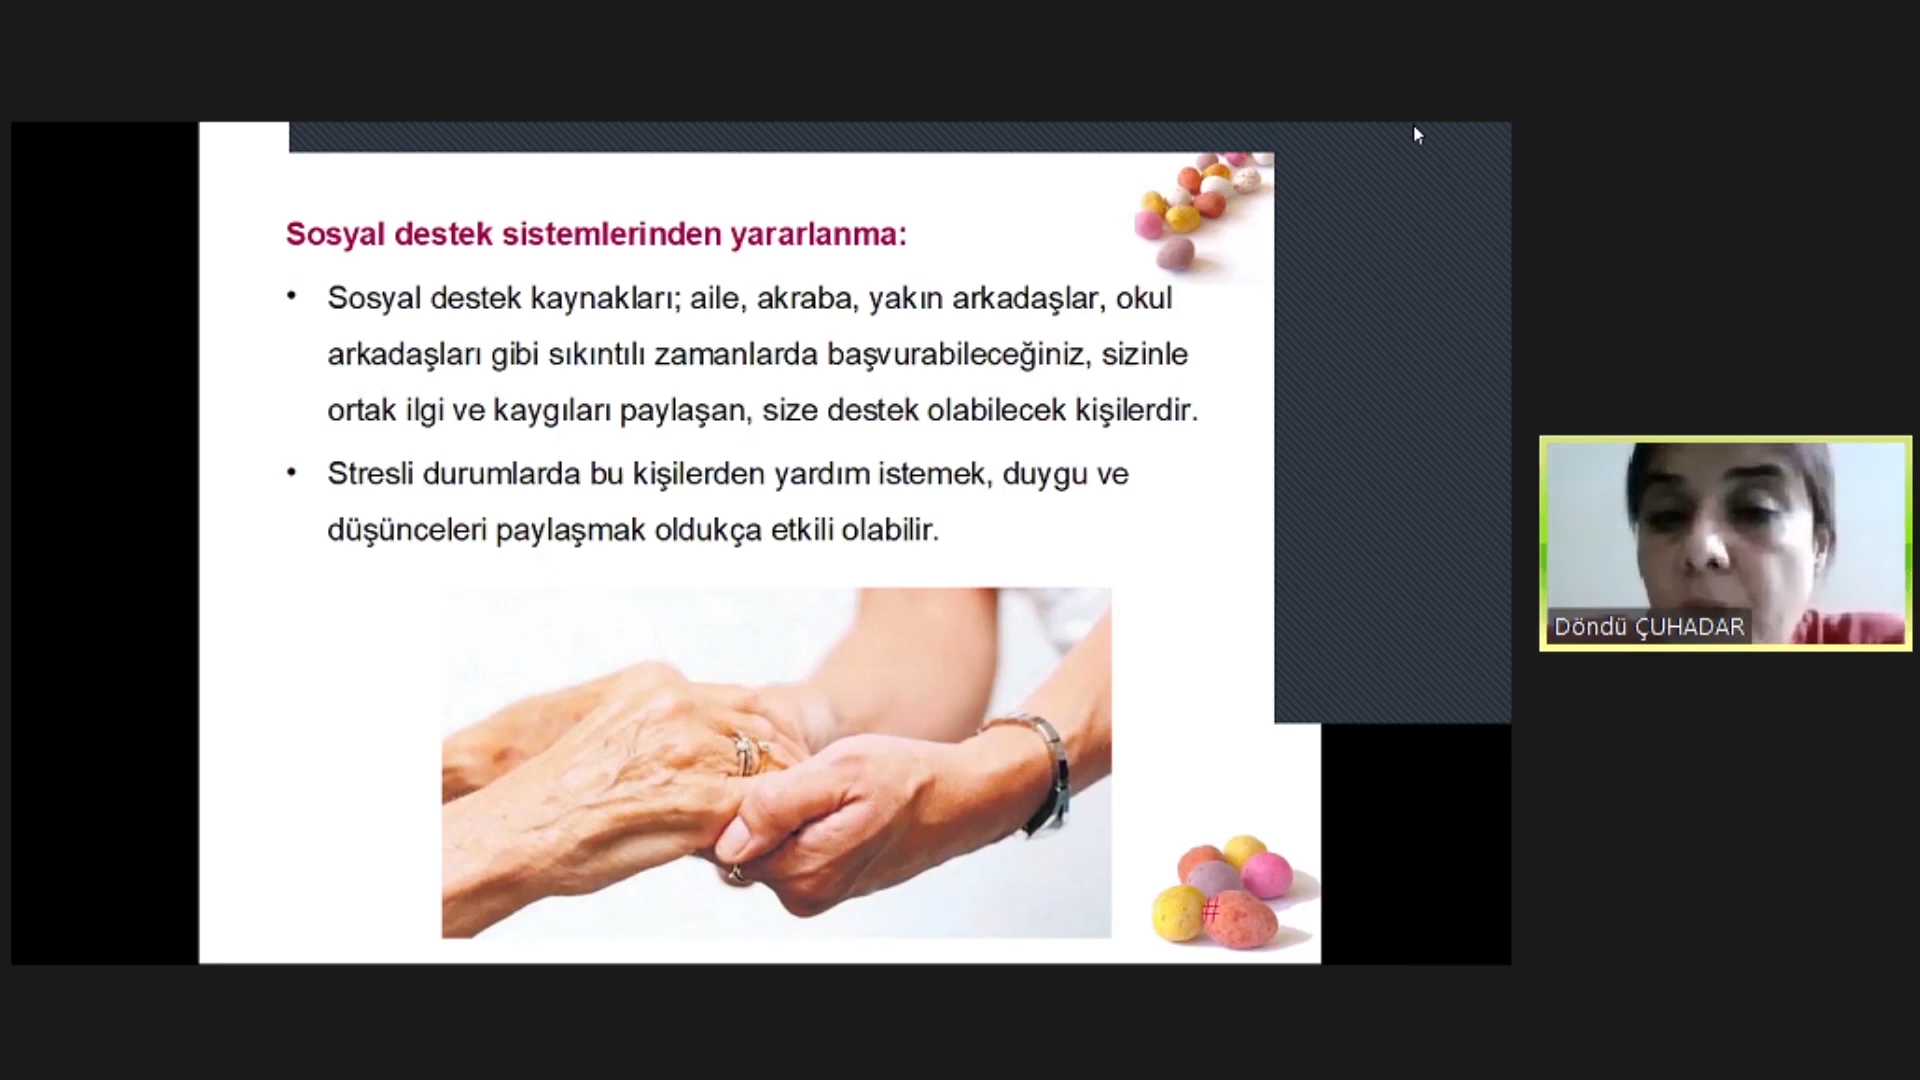 Sosyal destek sistemlerinden yararlanma:
• Sosyal destek kaynakları; aile, akraba, yakın arkadaşlar, okul
arkadaşları gibi sıkıntılı zamanlarda başvurabileceğiniz, sizinle
ortak ilgi ve kaygıları paylaşan, size destek olabilecek kişilerdir.
• Stresli durumlarda bu kişilerden yardım istemek, duygu ve
düşünceleri paylaşmak oldukça etkili olabilir.
#
Döndü ÇUHADAR